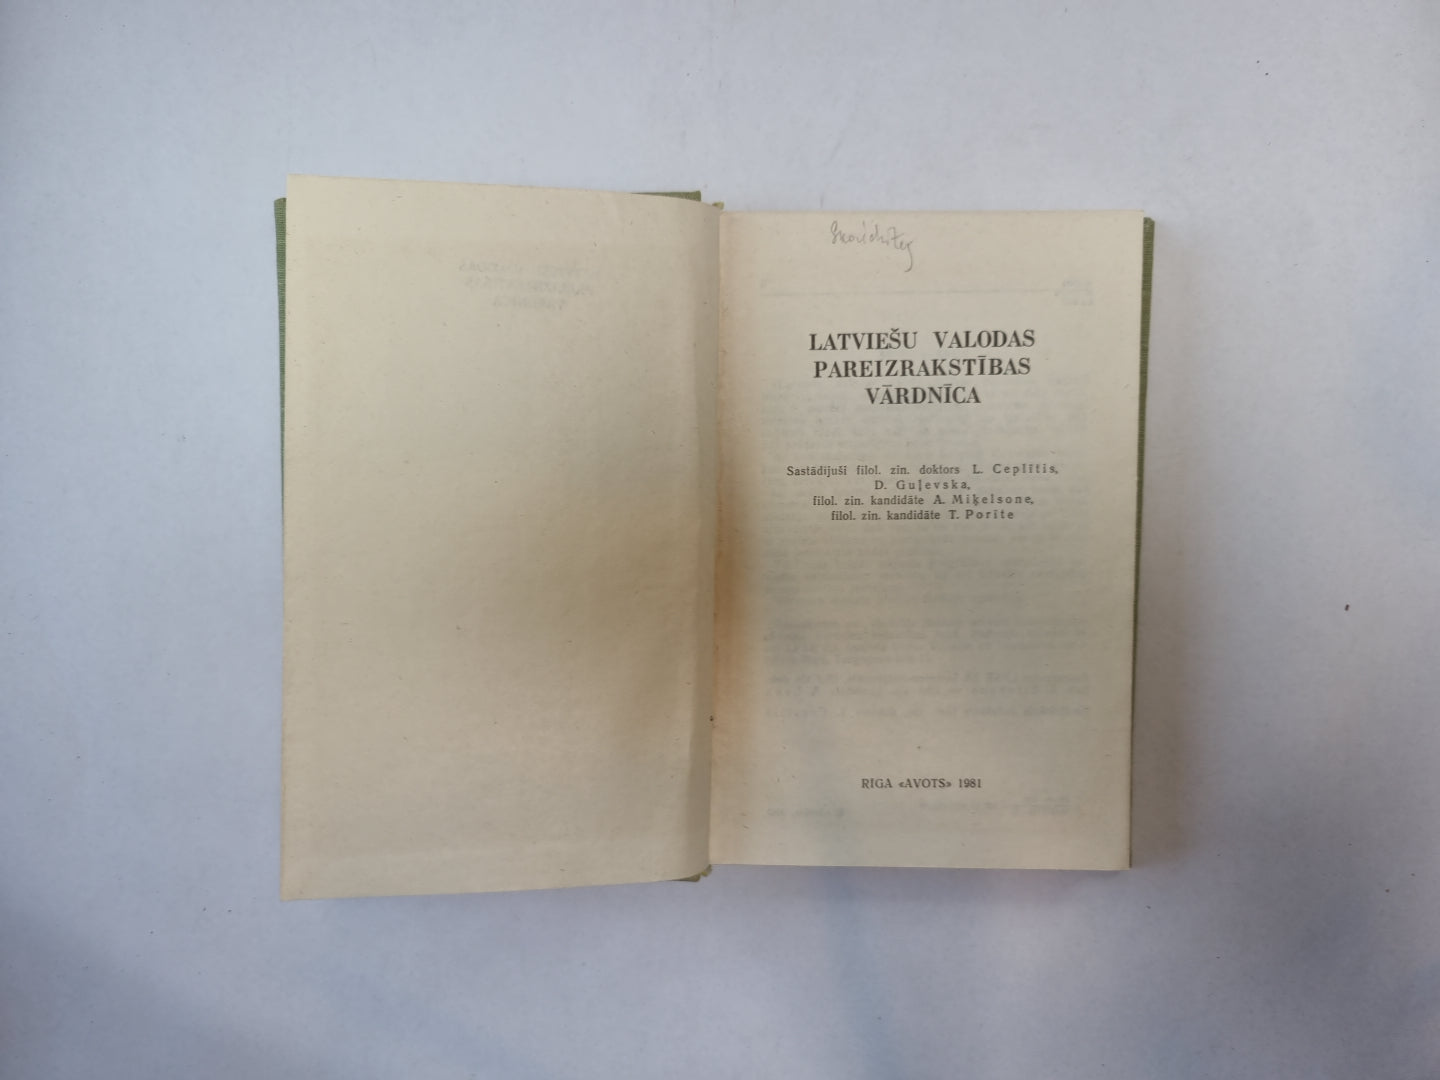 LATVIEŠU VALODAS
PAREIZRAKSTĪBAS
VĀRDNĪCA
Sastādījuši filol. zin. doktors L. Ceplītis,
D. Guļevska,
filol. zin. kandidāte A. Miķelsone,
filol. zin. kandidāte T. Porīte
RĪGA «AVOTS» 1981